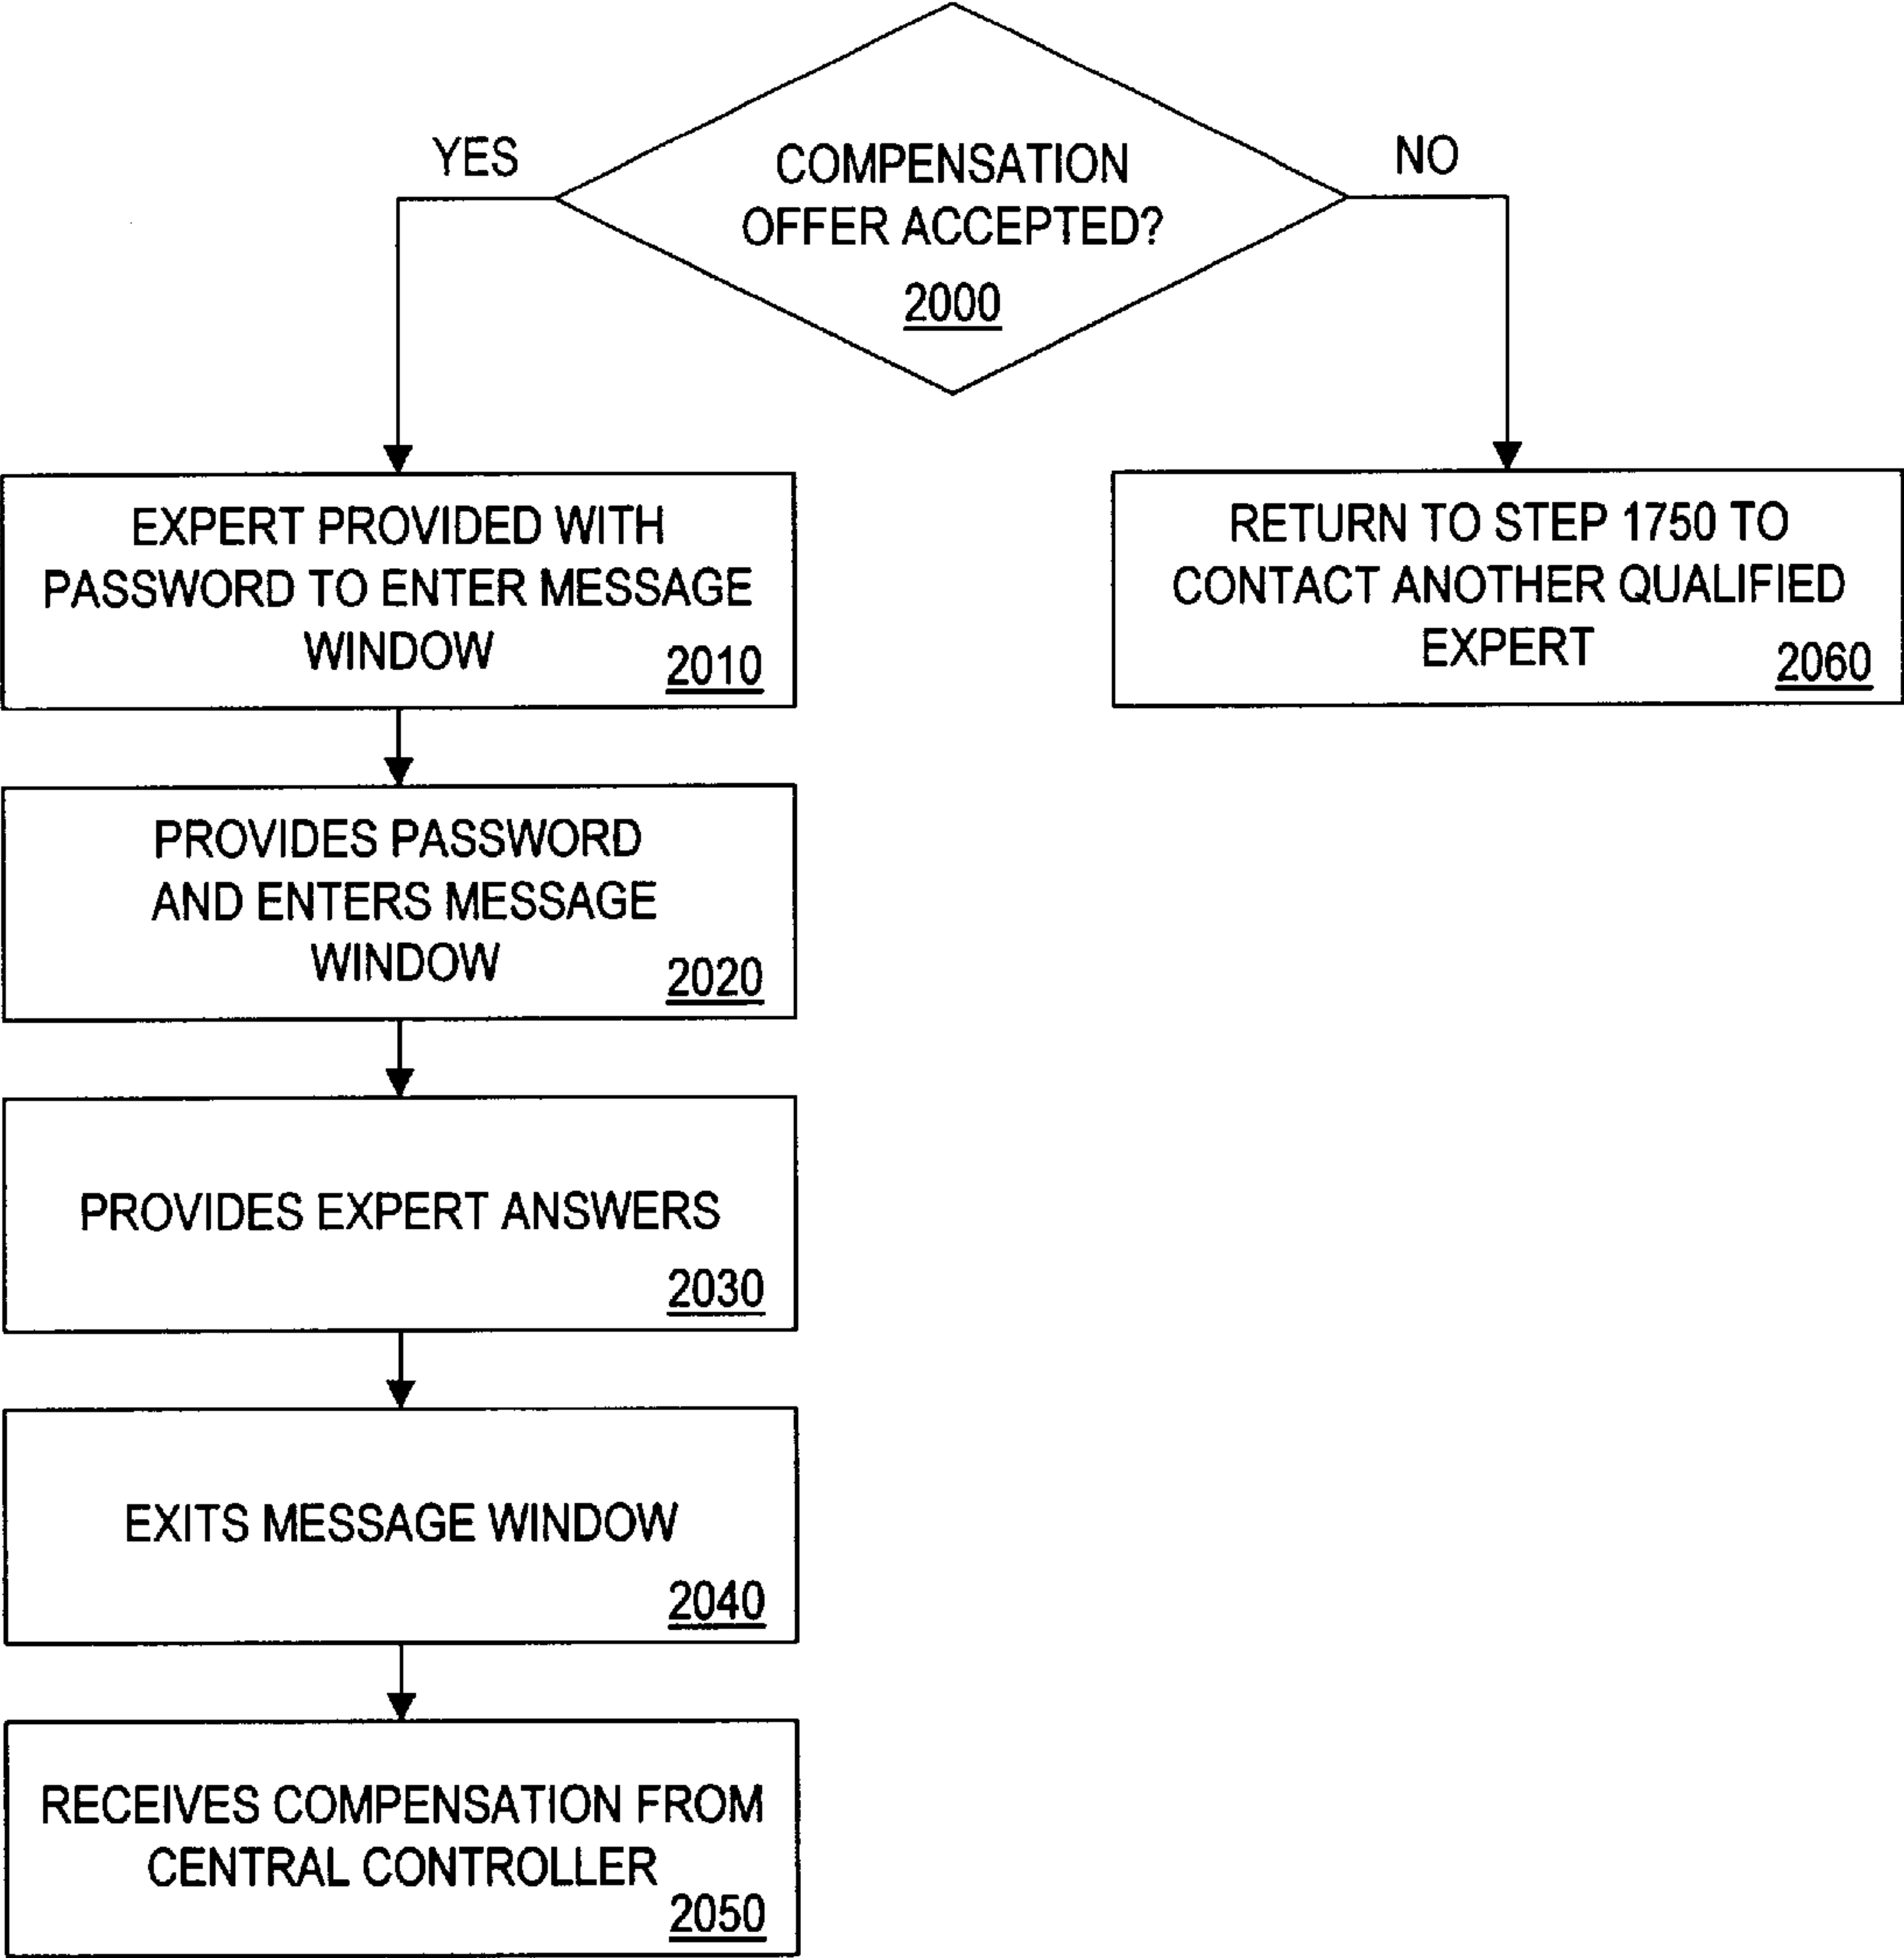 YES
COMPENSATION
OFFER ACCEPTED?
2000
NO
EXPERT PROVIDED WITH
PASSWORD TO ENTER MESSAGE
WINDOW
2010
RETURN TO STEP 1750 TO
CONTACT ANOTHER QUALIFIED
EXPERT
2060
PROVIDES PASSWORD
AND ENTERS MESSAGE
WINDOW
2020
PROVIDES EXPERT ANSWERS
2030
EXITS MESSAGE WINDOW
2040
RECEIVES COMPENSATION FROM
CENTRAL CONTROLLER
2050